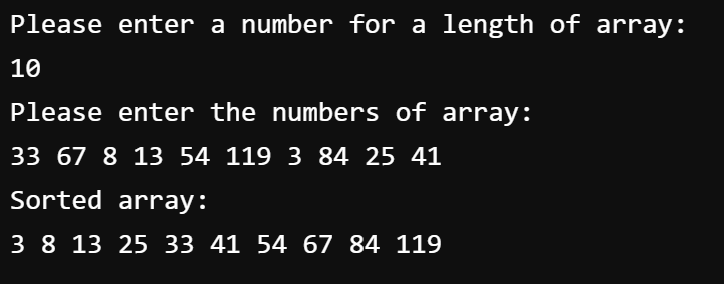 Please enter a number for a length of array:
10
Please enter the numbers of array:
33 67 8 13 54 119 3 84 25 41
Sorted array:
3 8 13 25 33 41 54 67 84 119